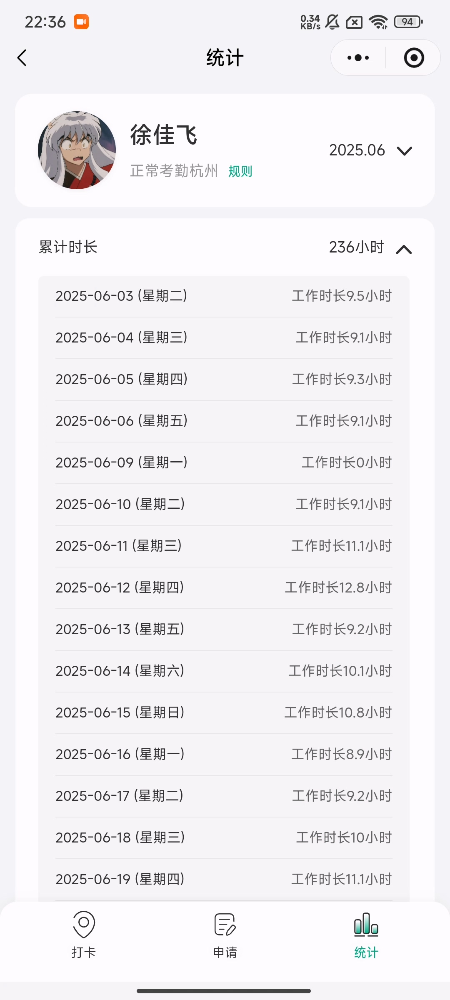 22:36
0.34
KB/s
94
统计
徐佳飞
2025.06
正常考勤杭州 规则
累计时长 236小时
2025-06-03 (星期二) 工作时长9.5小时
2025-06-04 (星期三) 工作时长9.1小时
2025-06-05 (星期四) 工作时长9.3小时
2025-06-06 (星期五) 工作时长9.1小时
2025-06-09 (星期一) 工作时长0小时
2025-06-10 (星期二) 工作时长9.1小时
2025-06-11 (星期三) 工作时长11.1小时
2025-06-12 (星期四) 工作时长12.8小时
2025-06-13 (星期五) 工作时长9.2小时
2025-06-14 (星期六) 工作时长10.1小时
2025-06-15 (星期日) 工作时长10.8小时
2025-06-16 (星期一) 工作时长8.9小时
2025-06-17 (星期二) 工作时长9.2小时
2025-06-18 (星期三) 工作时长10小时
2025-06-19 (星期四) 工作时长11.1小时
打卡 申请 统计